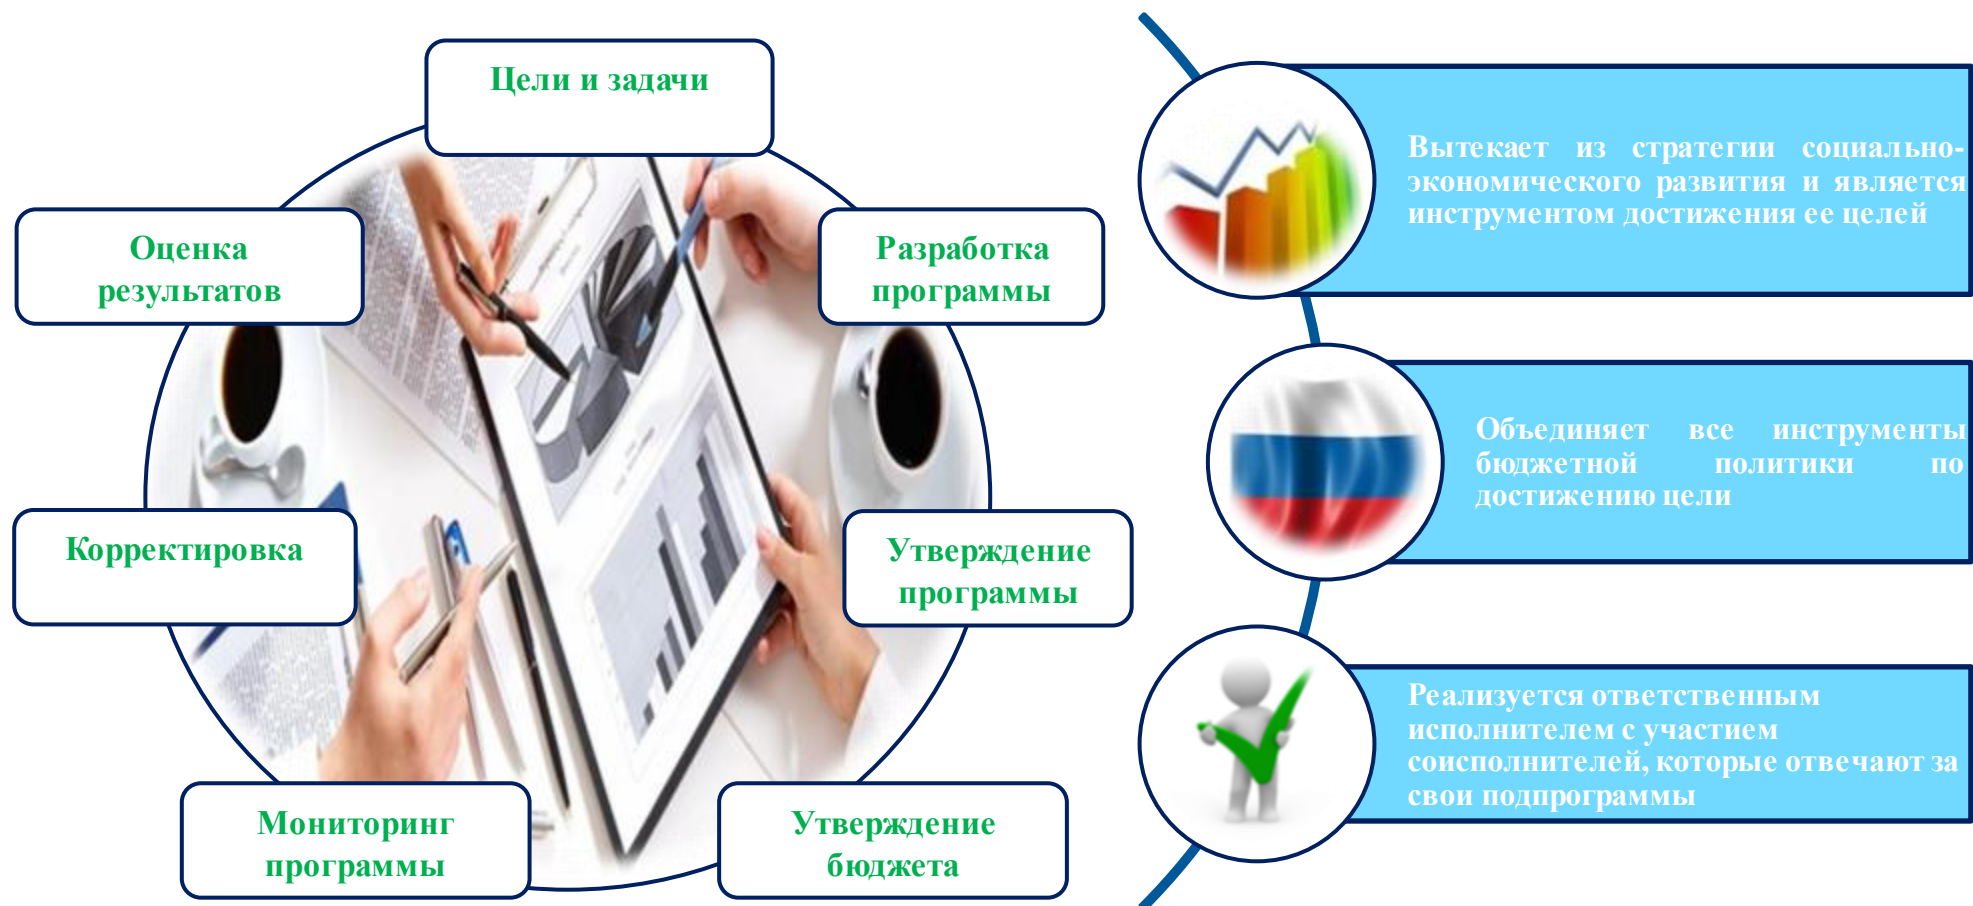 Цели и задачи
Оценка
результатов
Разработка
программы
Корректировка
Утверждение
программы
Мониторинг
программы
Утверждение
бюджета
Вытекает из стратегии социально-
экономического развития и является
инструментом достижения ее целей
Объединяет все инструменты
бюджетной политики по
достижению цели
Реализуется ответственным
исполнителем с участием
соисполнителей, которые отвечают за
свои подпрограммы